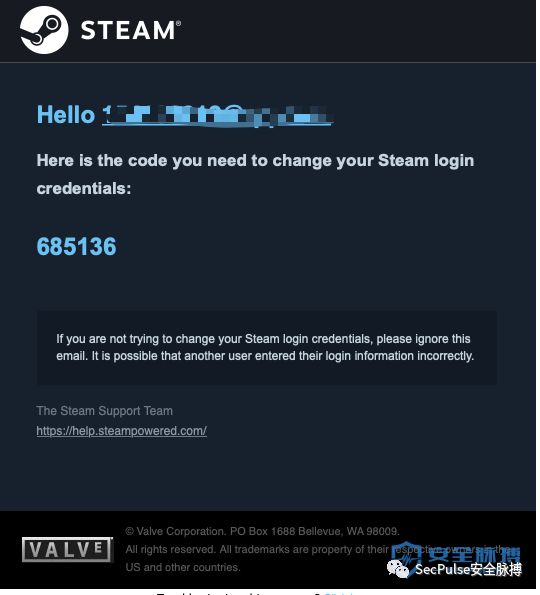 STEAM®
Hello
Here is the code you need to change your Steam login
credentials:
685136
If you are not trying to change your Steam login credentials, please ignore this
email. It is possible that another user entered their login information incorrectly.
The Steam Support Team
https://help.steampowered.com/
VALVE
© Valve Corporation. PO Box 1688 Bellevue, WA 98009.
All rights reserved. All trademarks are property of their respective owners in the
US and other countries.
安全脉搏
SecPulse安全脉搏